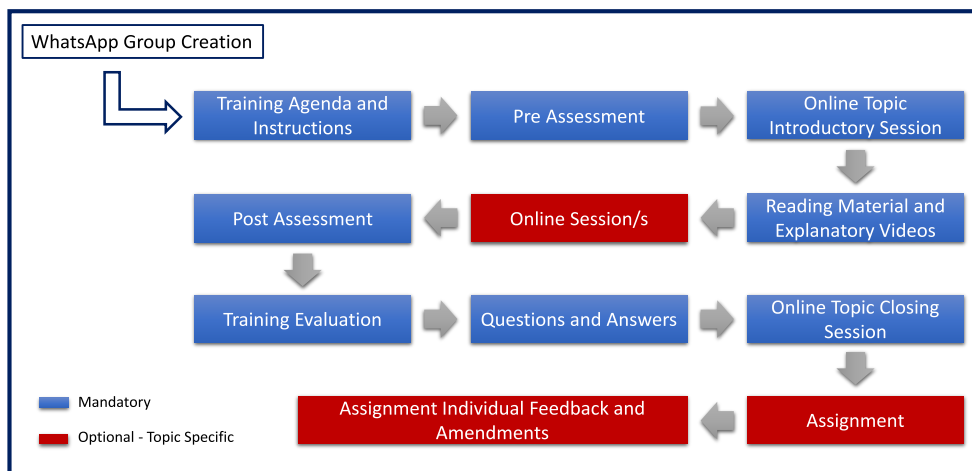 WhatsApp Group Creation
Training Agenda and
Instructions
Pre Assessment
Online Topic
Introductory Session
Reading Material and
Explanatory Videos
Online Session/s
Post Assessment
Training Evaluation
Questions and Answers
Online Topic Closing
Session
Assignment
Assignment Individual Feedback and
Amendments
Mandatory
Optional - Topic Specific